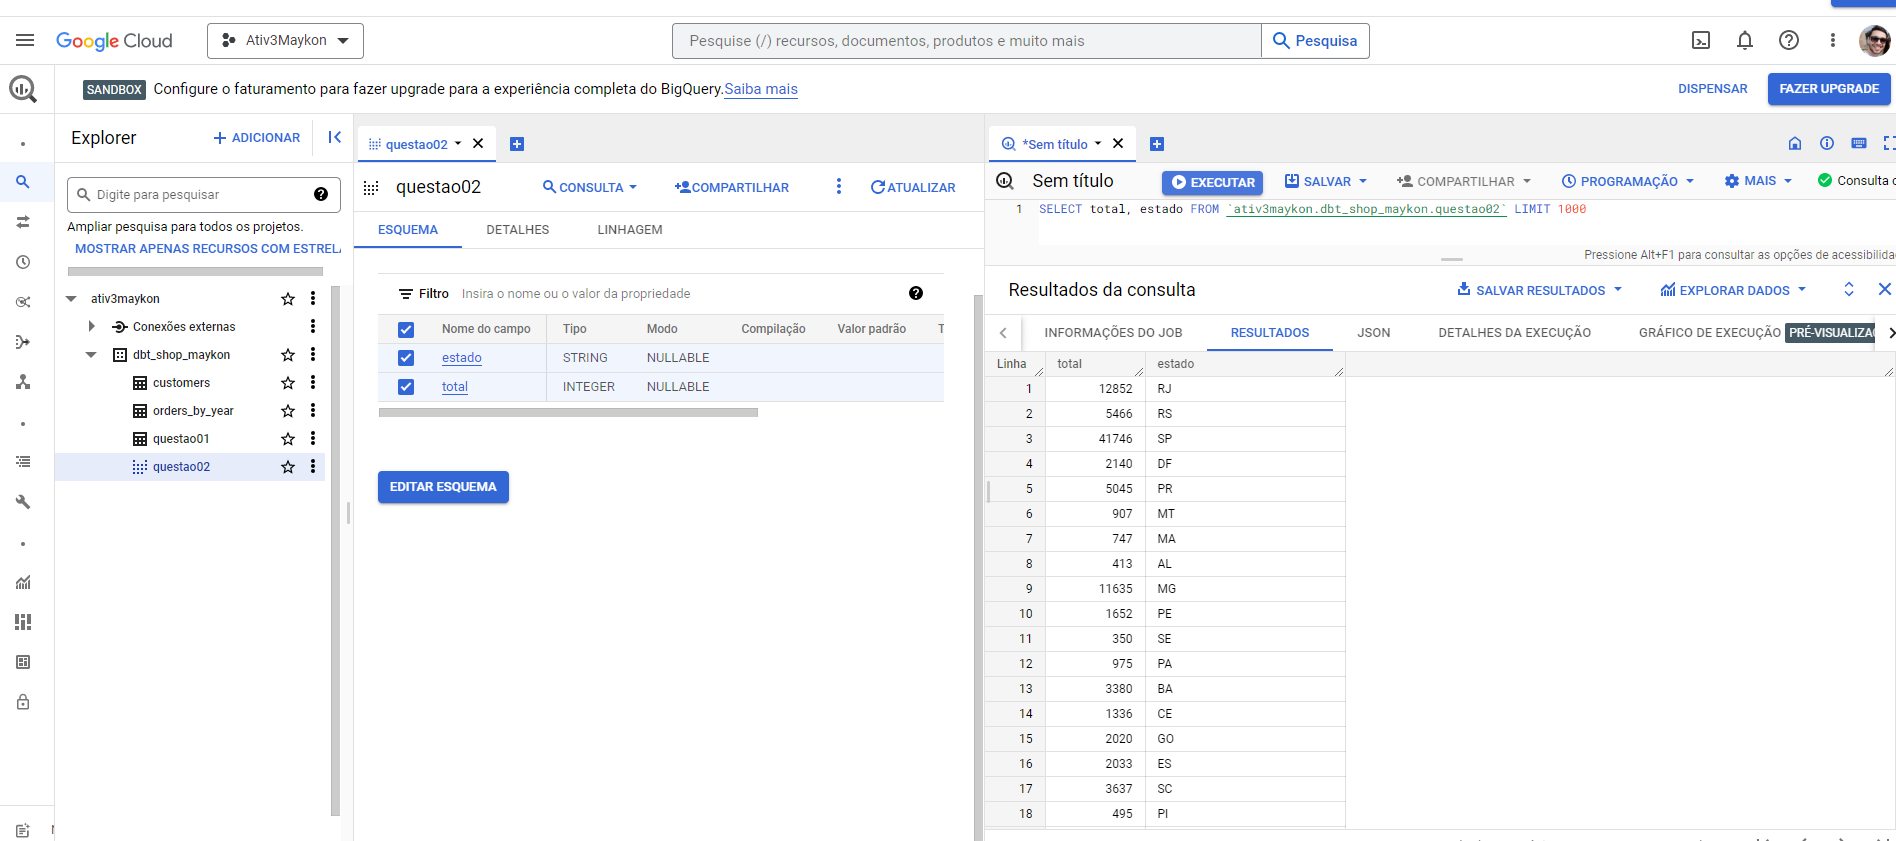 Google Cloud
Ativ3Maykon
Pesquise (/) recursos, documentos, produtos e muito mais
Pesquisa
SANDBOX Configure o faturamento para fazer upgrade para a experiência completa do BigQuery. Saiba mais
DISPENSAR
FAZER UPGRADE
Explorer
+ ADICIONAR
Digite para pesquisar
Ampliar pesquisa para todos os projetos.
MOSTRAR APENAS RECURSOS COM ESTRELA
ativ3maykon
Conexões externas
dbt_shop_maykon
customers
orders_by_year
questao01
questao02
questao02
questao02
CONSULTA
COMPARTILHAR
ATUALIZAR
ESQUEMA DETALHES LINHAGEM
Filtro Insira o nome ou o valor da propriedade
Nome do campo Tipo Modo Compilação Valor padrão T
estado STRING NULLABLE
total INTEGER NULLABLE
EDITAR ESQUEMA
*Sem título
Sem título
EXECUTAR
SALVAR
COMPARTILHAR
PROGRAMAÇÃO
MAIS
Consulta c
1 SELECT total, estado FROM `ativ3maykon.dbt_shop_maykon.questao02` LIMIT 1000
Pressione Alt+F1 para consultar as opções de acessibilidad
Resultados da consulta
SALVAR RESULTADOS
EXPLORAR DADOS
INFORMAÇÕES DO JOB RESULTADOS JSON DETALHES DA EXECUÇÃO GRÁFICO DE EXECUÇÃO PRÉ-VISUALIZAÇ
Linha total estado
1 12852 RJ
2 5466 RS
3 41746 SP
4 2140 DF
5 5045 PR
6 907 MT
7 747 MA
8 413 AL
9 11635 MG
10 1652 PE
11 350 SE
12 975 PA
13 3380 BA
14 1336 CE
15 2020 GO
16 2033 ES
17 3637 SC
18 495 PI